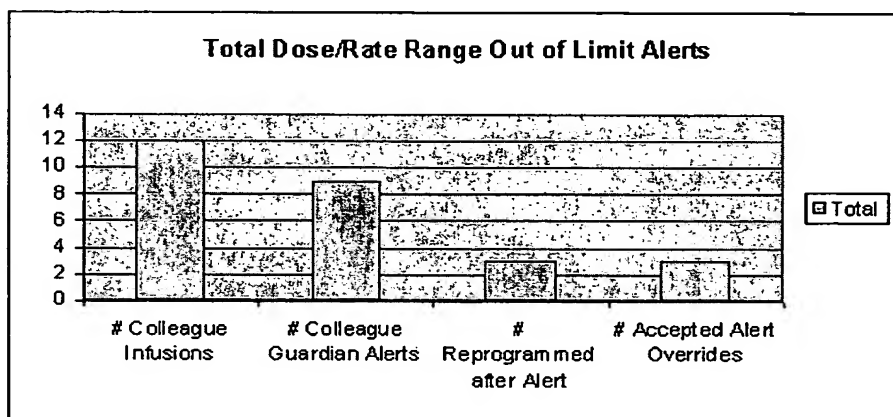 Total Dose/Rate Range Out of Limit Alerts
14
12
10
8
6
4
2
0
# Colleague
Infusions
# Colleague
Guardian Alerts
#
Reprogrammed
after Alert
# Accepted Alert
Overrides
Total